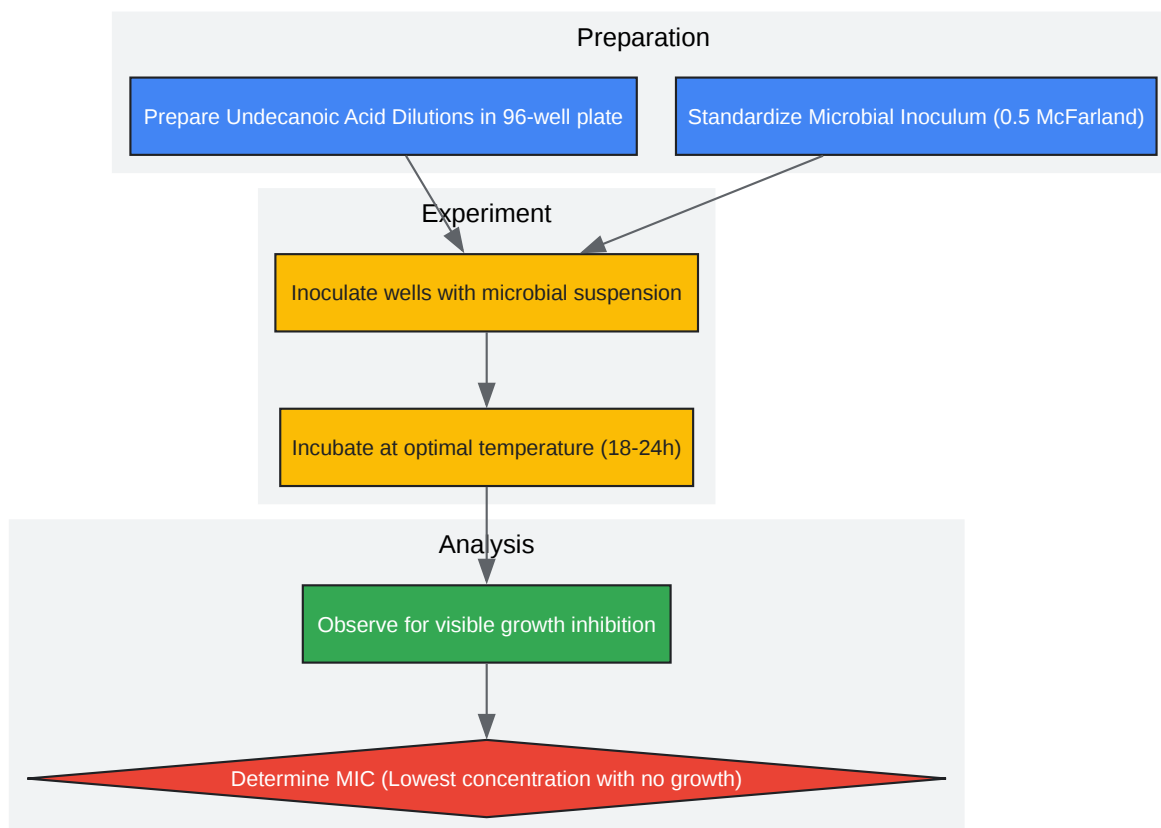 Preparation
Prepare Undecanoic Acid Dilutions in 96-well plate
Standardize Microbial Inoculum (0.5 McFarland)
Experiment
Inoculate wells with microbial suspension
Incubate at optimal temperature (18-24h)
Analysis
Observe for visible growth inhibition
Determine MIC (Lowest concentration with no growth)